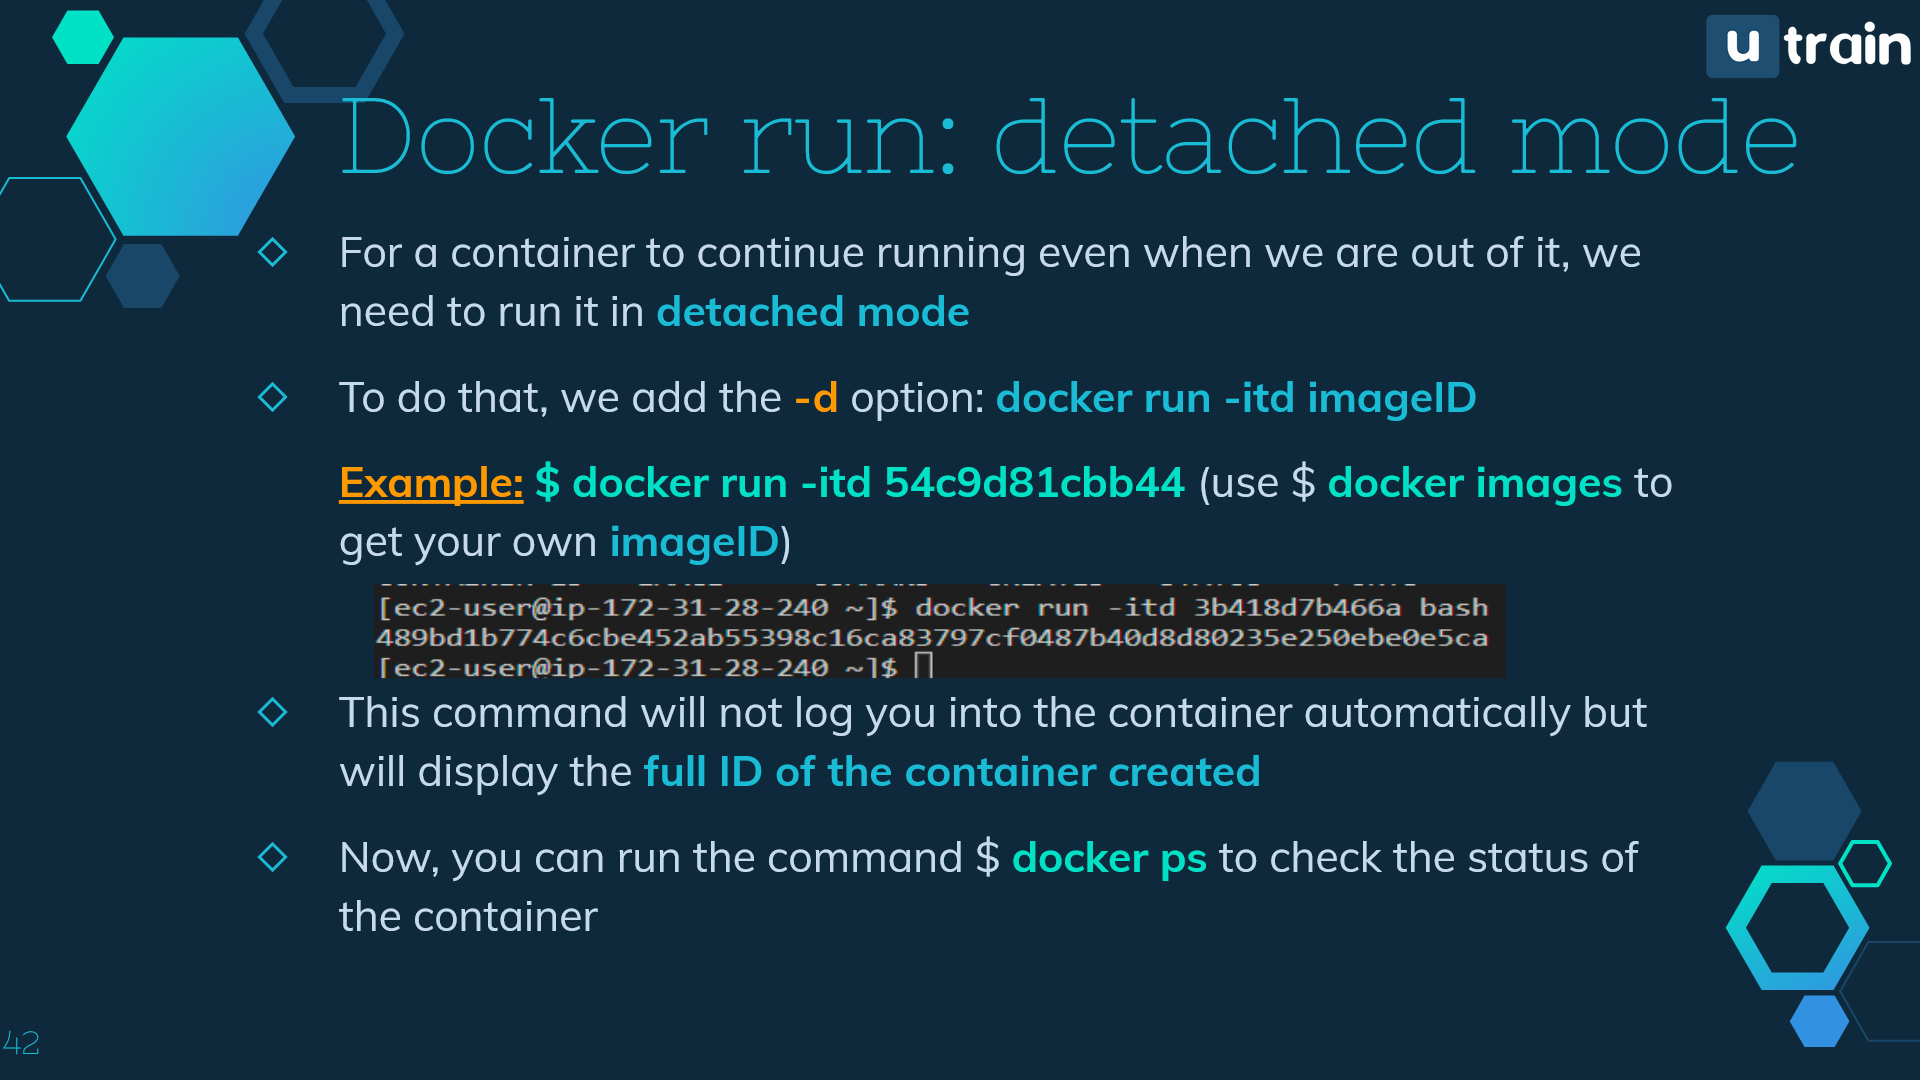 u train
Docker run: detached mode
For a container to continue running even when we are out of it, we
need to run it in detached mode
To do that, we add the -d option: docker run -itd imageID
Example: $ docker run -itd 54c9d81cbb44 (use $ docker images to
get your own imageID)
[ec2-user@ip-172-31-28-240 ~]$ docker run -itd 3b418d7b466a bash
489bd1b774c6cbe452ab55398c16ca83797cf0487b40d8d80235e250ebe0e5ca
[ec2-user@ip-172-31-28-240 ~]$
This command will not log you into the container automatically but
will display the full ID of the container created
Now, you can run the command $ docker ps to check the status of
the container
42